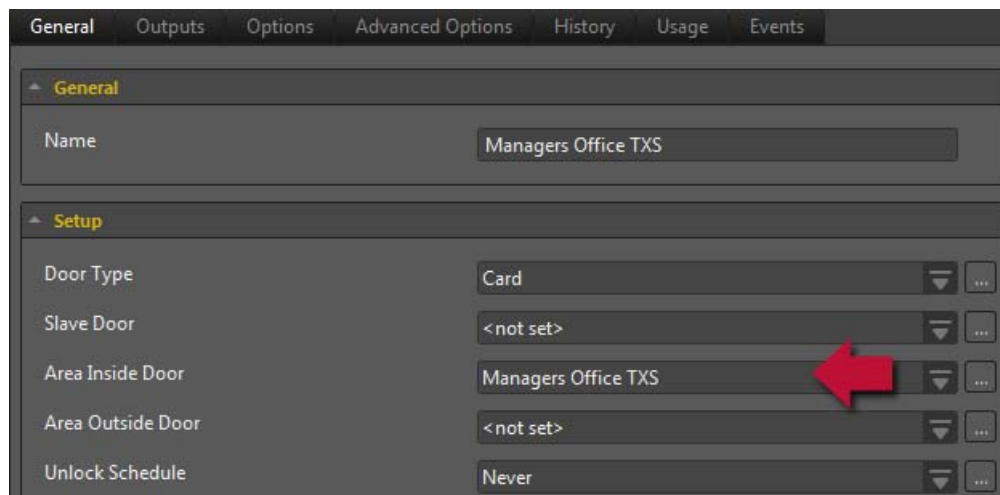 General Outputs Options Advanced Options History Usage Events
General
Name Managers Office TXS
Setup
Door Type Card ...
Slave Door <not set> ...
Area Inside Door Managers Office TXS ...
Area Outside Door <not set> ...
Unlock Schedule Never ...